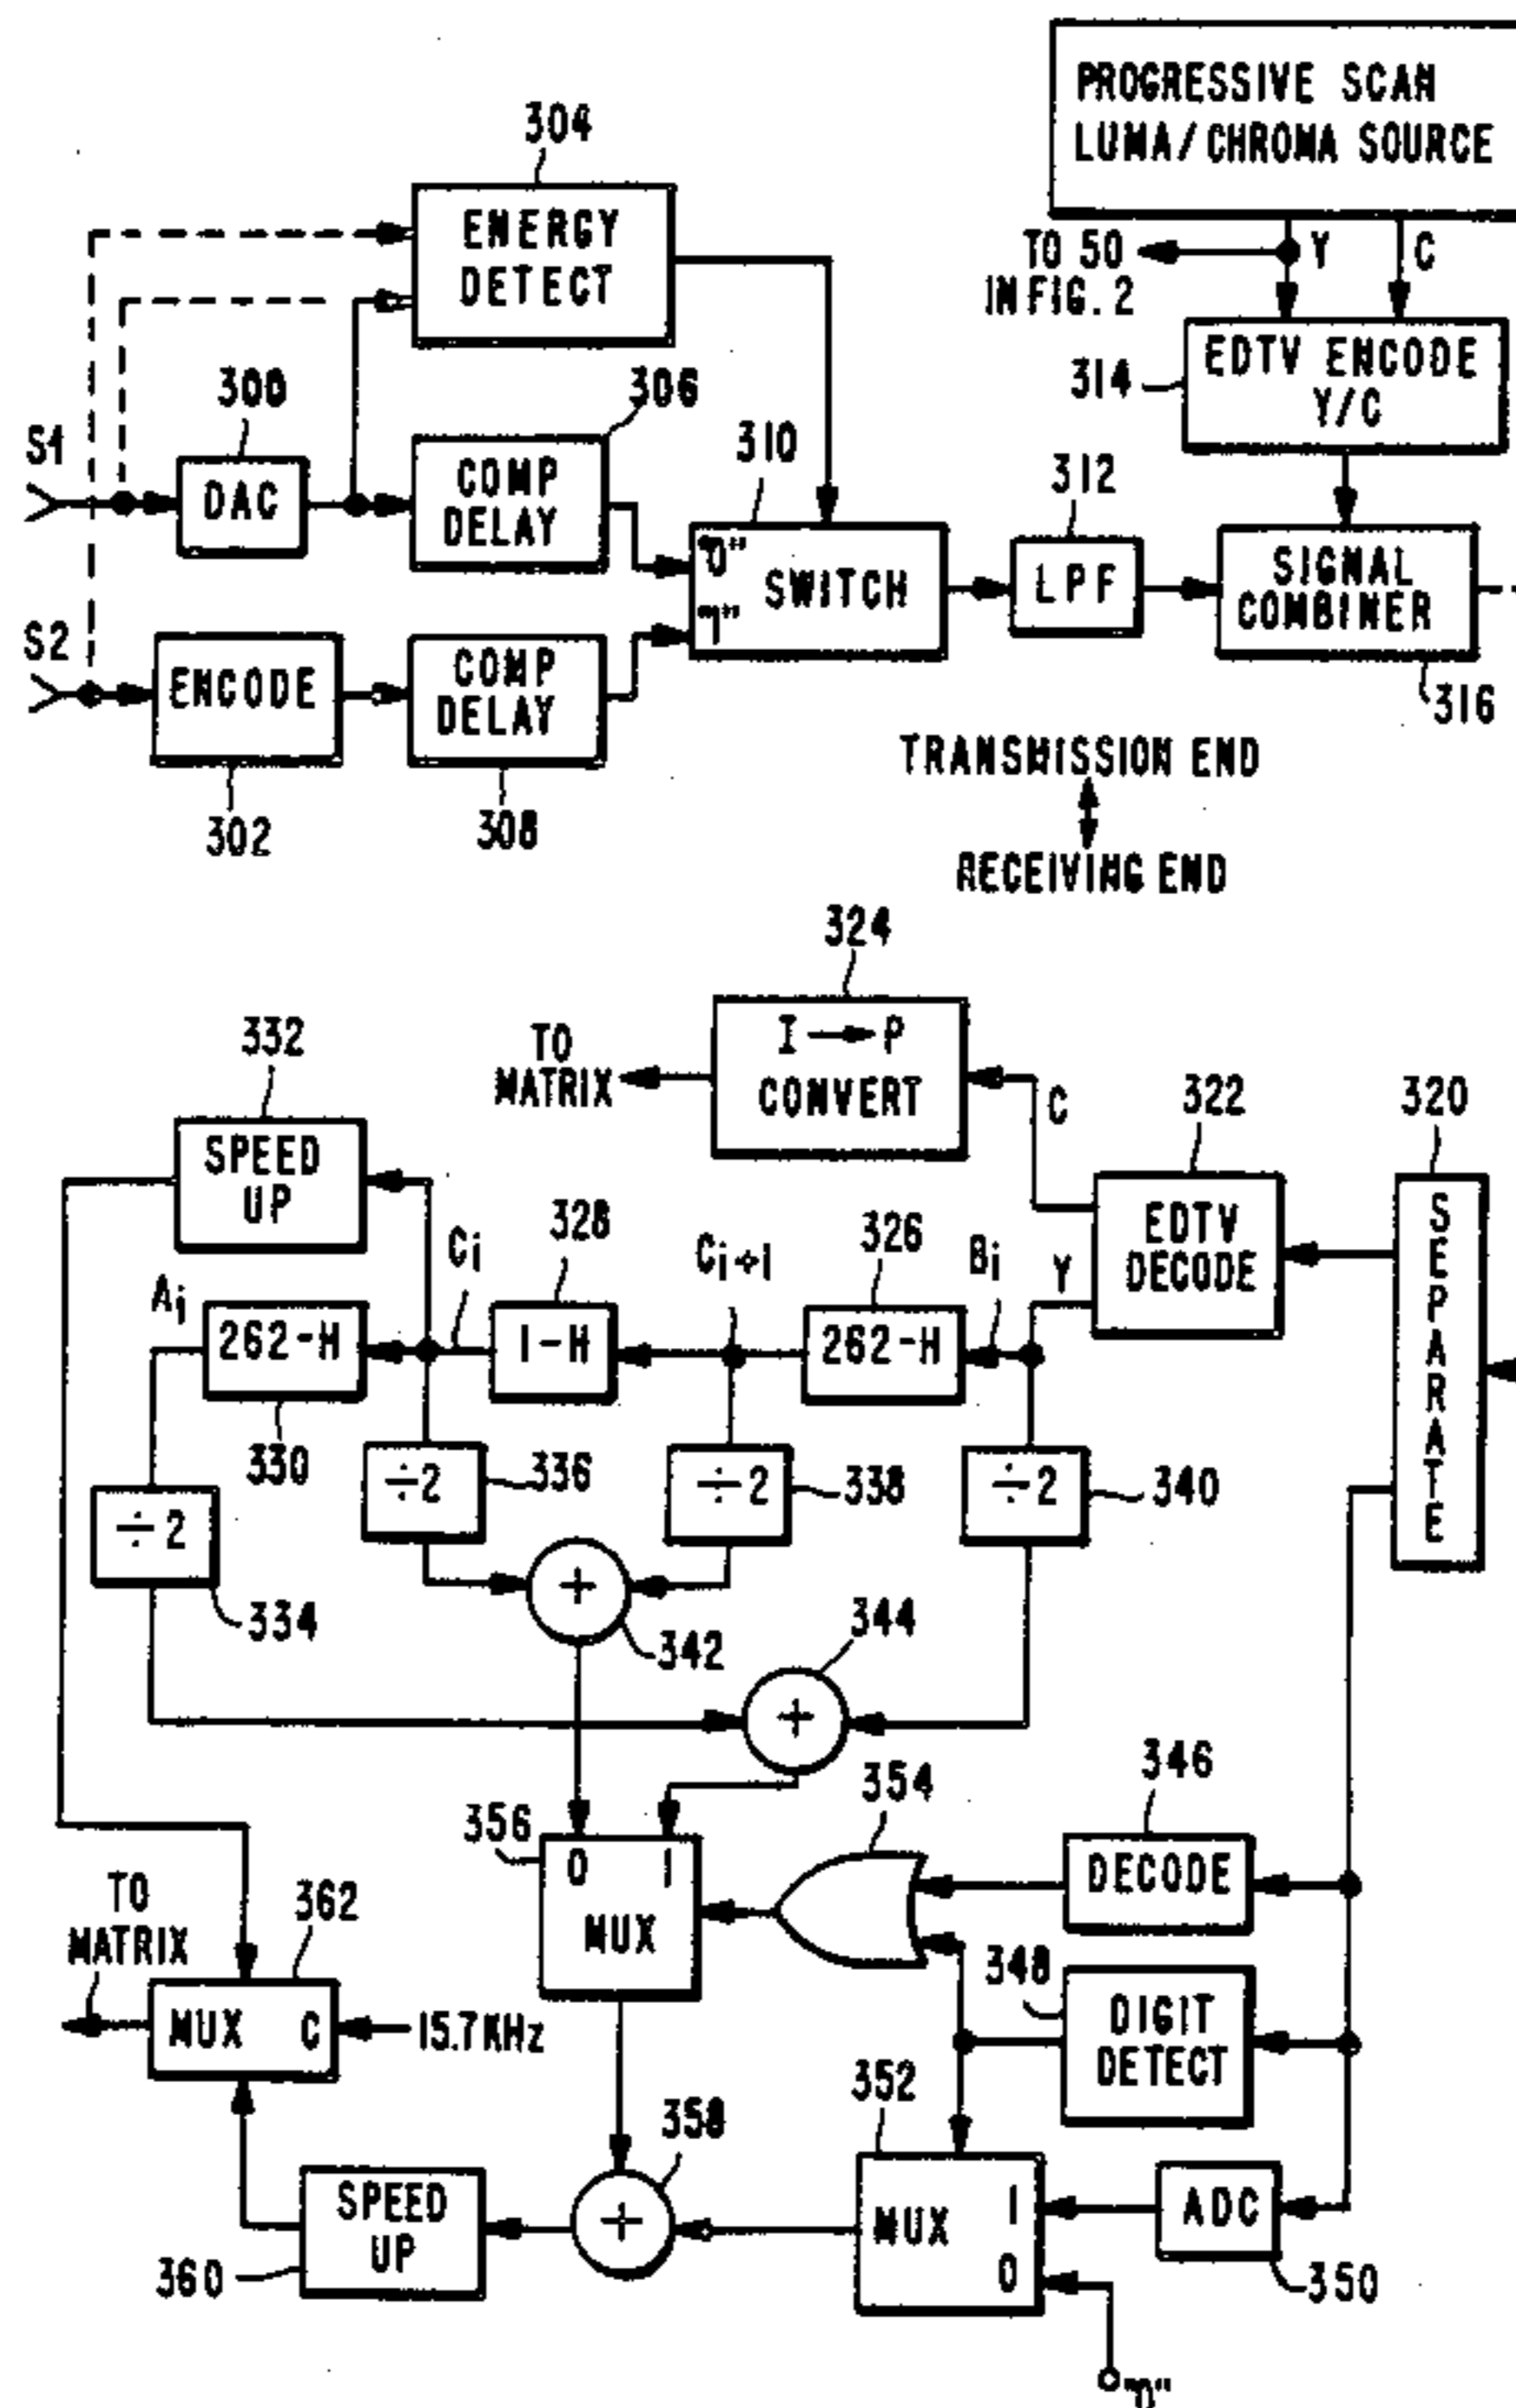 PROGRESSIVE SCAN
LUMA/CHROMA SOURCE
304
ENERGY
DETECT
TO 50
IN FIG. 2
Y
C
314
EDTV ENCODE
Y/C
300
306
310
312
S1
DAC
COMP
DELAY
"0"
SWITCH
"1"
LPF
SIGNAL
COMBINER
S2
ENCODE
COMP
DELAY
316
302
308
TRANSMISSION END
RECEIVING END
324
332
TO
MATRIX
I → P
CONVERT
C
322
320
SPEED
UP
328
326
Ci
Ci+1
Bi
Y
EDTV
DECODE
SEPARATE
Ai
262-H
1-H
262-H
330
÷2
336
÷2
338
÷2
340
÷2
334
+
342
344
+
346
354
356
0
1
MUX
DECODE
TO
MATRIX
362
348
DIGIT
DETECT
MUX
C
15.7KHz
352
358
SPEED
UP
+
MUX
1
0
ADC
360
350
"0"